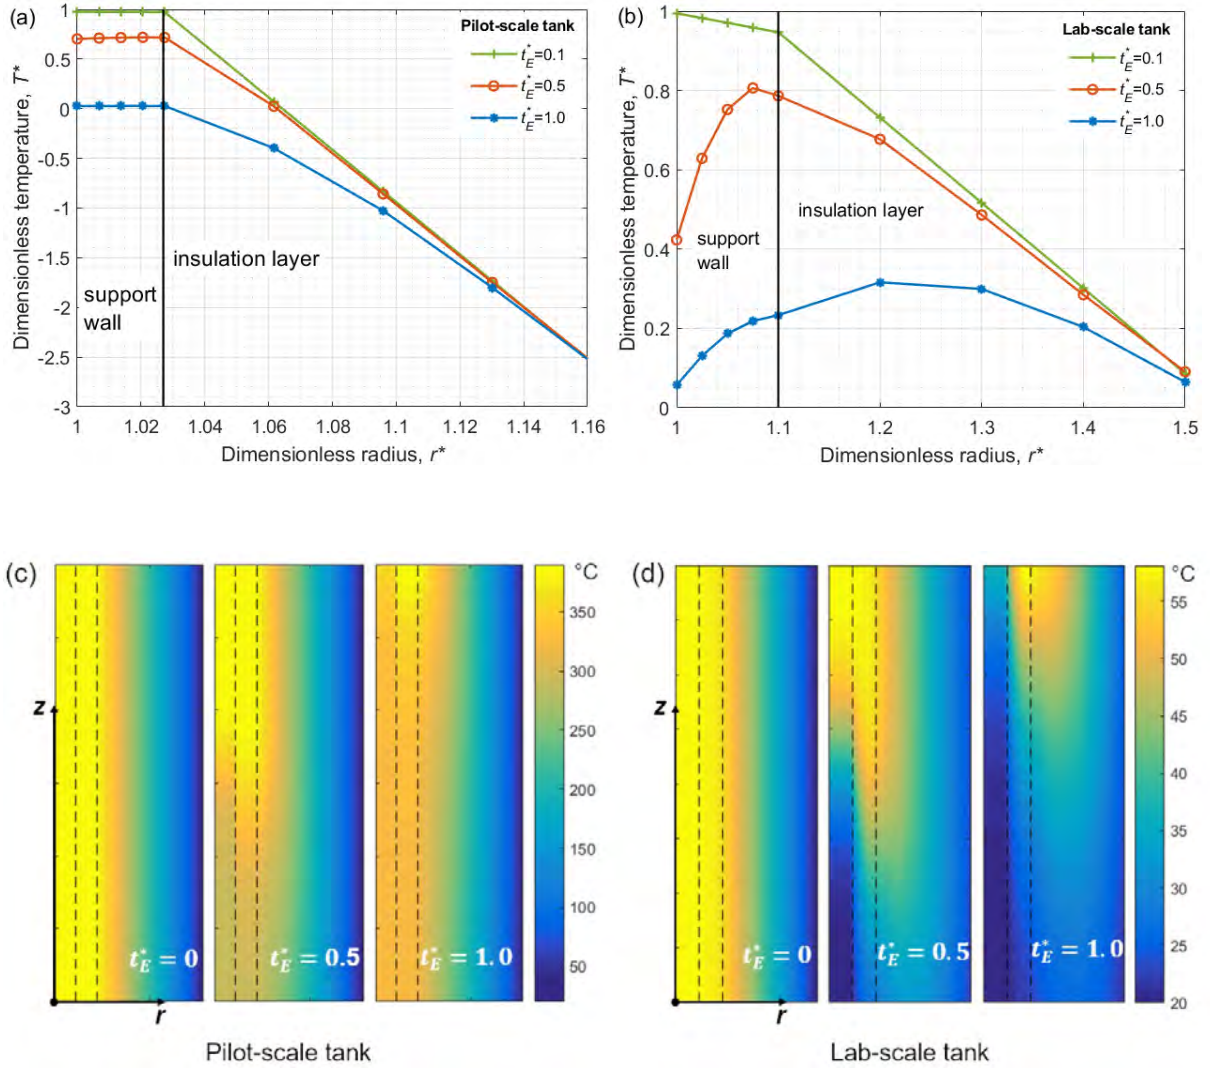 (a)
Pilot-scale tank
t*E=0.1
t*E=0.5
t*E=1.0
1
0.5
0
-0.5
-1
-1.5
-2
-2.5
-3
Dimensionless temperature, T*
support
wall
insulation layer
1 1.02 1.04 1.06 1.08 1.1 1.12 1.14 1.16
Dimensionless radius, r*
(b)
Lab-scale tank
t*E=0.1
t*E=0.5
t*E=1.0
1
0.8
0.6
0.4
0.2
0
Dimensionless temperature, T*
support
wall
insulation layer
1 1.1 1.2 1.3 1.4 1.5
Dimensionless radius, r*
(c)
z
r
t*E = 0
t*E = 0.5
t*E = 1.0
°C
350
300
250
200
150
100
50
Pilot-scale tank
(d)
z
r
t*E = 0
t*E = 0.5
t*E = 1.0
°C
55
50
45
40
35
30
25
20
Lab-scale tank